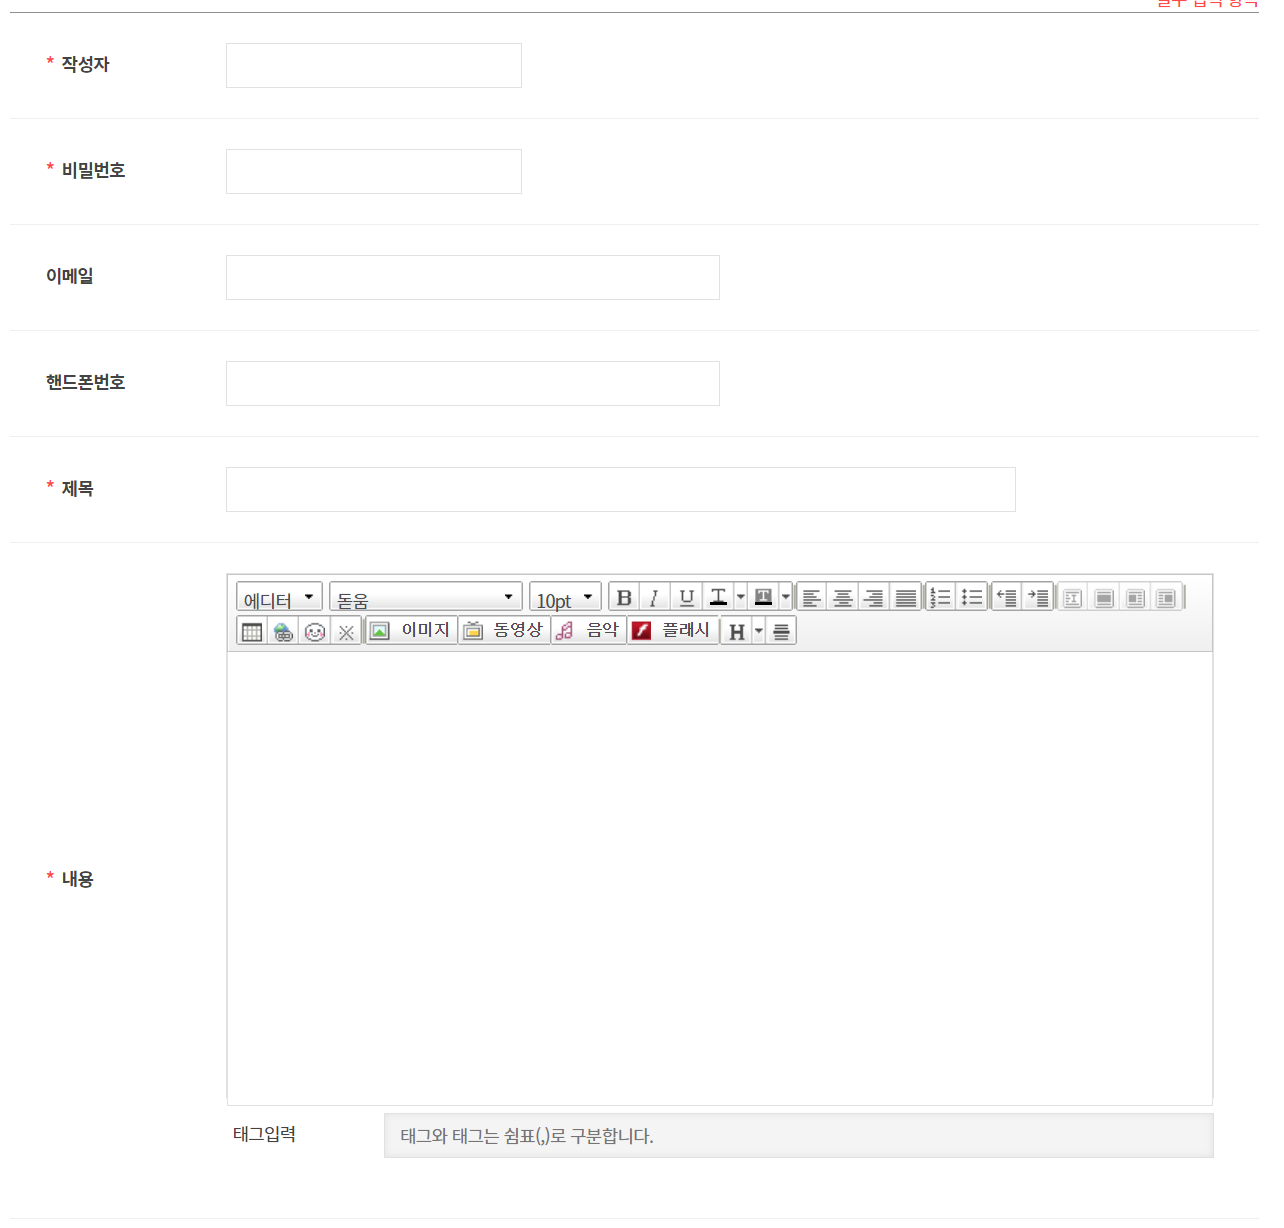 * 작성자
* 비밀번호
이메일
핸드폰번호
* 제목
에디터 돋움 10pt B I U T T
이미지 동영상 음악 플래시 H
* 내용
태그입력 태그와 태그는 쉼표(,)로 구분합니다.